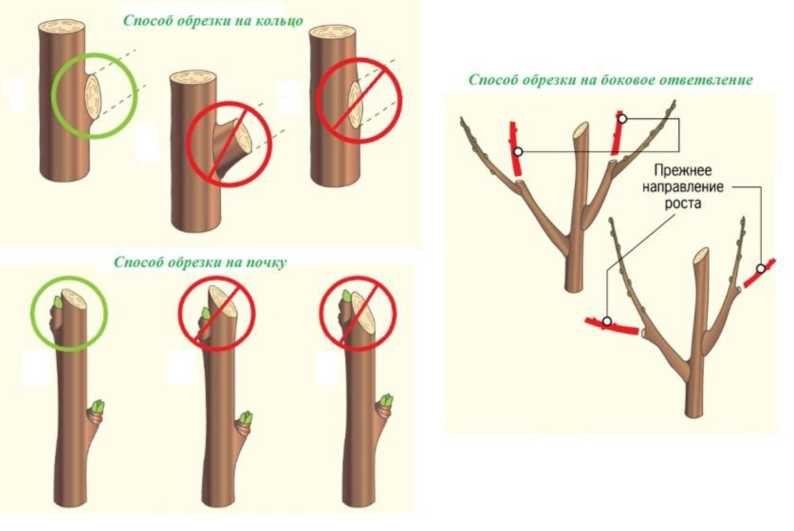 Способ обрезки на кольцо
Способ обрезки на боковое ответвление
Прежнее
направление
роста
Способ обрезки на почку